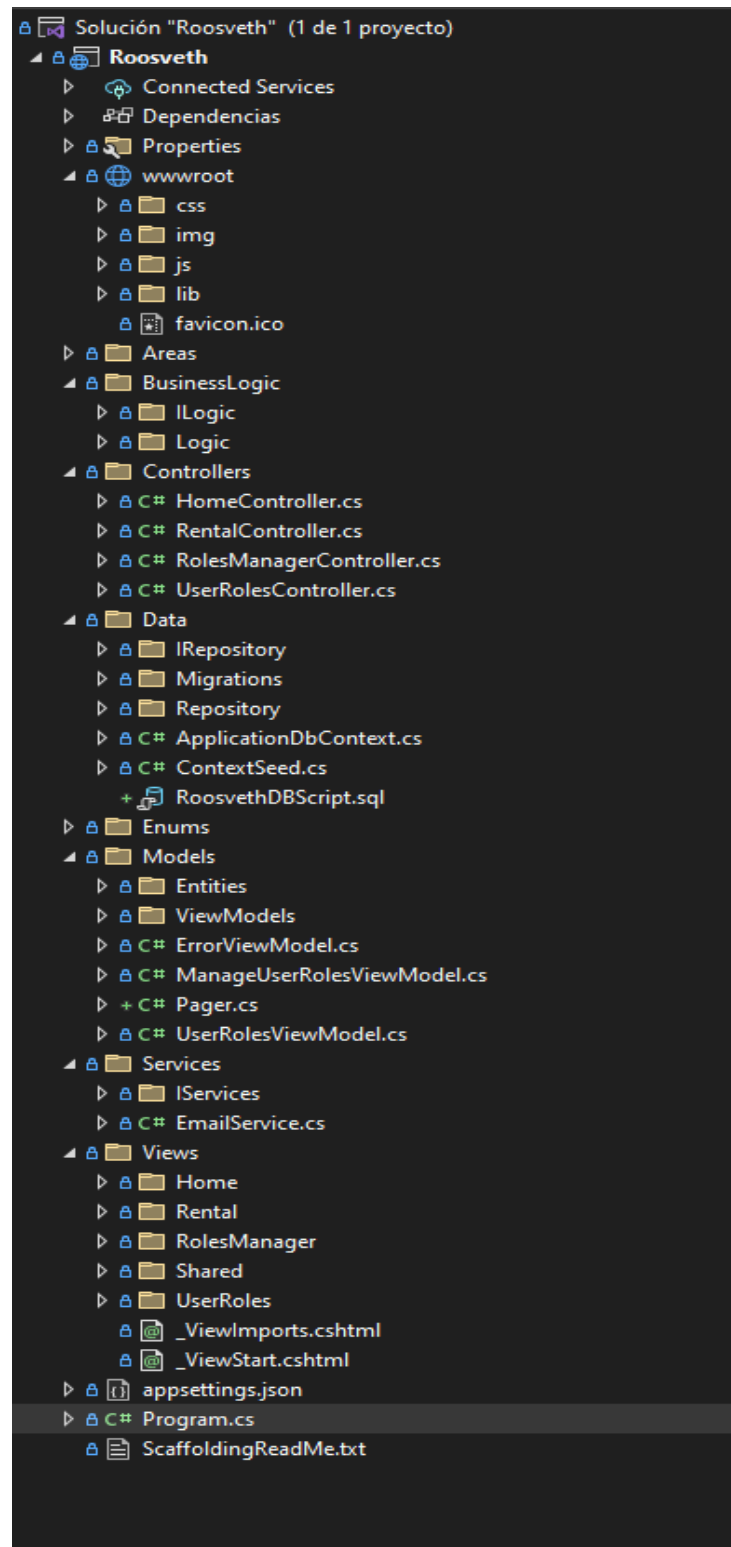 Solución "Roosveth" (1 de 1 proyecto)
Roosveth
Connected Services
Dependencias
Properties
wwwroot
css
img
js
lib
favicon.ico
Areas
BusinessLogic
ILogic
Logic
Controllers
C# HomeController.cs
C# RentalController.cs
C# RolesManagerController.cs
C# UserRolesController.cs
Data
IRepository
Migrations
Repository
C# ApplicationDbContext.cs
C# ContextSeed.cs
+ RoosvethDBScript.sql
Enums
Models
Entities
ViewModels
C# ErrorViewModel.cs
C# ManageUserRolesViewModel.cs
+ C# Pager.cs
C# UserRolesViewModel.cs
Services
IServices
C# EmailService.cs
Views
Home
Rental
RolesManager
Shared
UserRoles
@ _ViewImports.cshtml
@ _ViewStart.cshtml
appsettings.json
C# Program.cs
ScaffoldingReadMe.txt